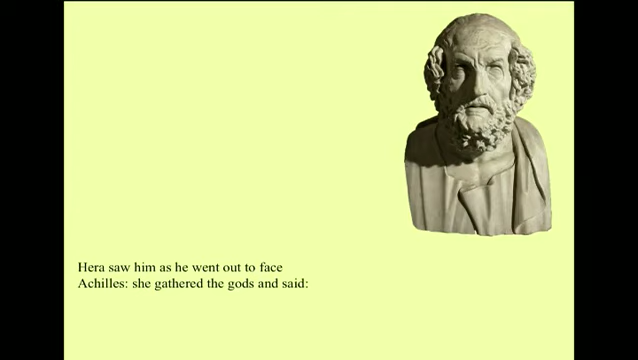 Hera saw him as he went out to face
Achilles: she gathered the gods and said: